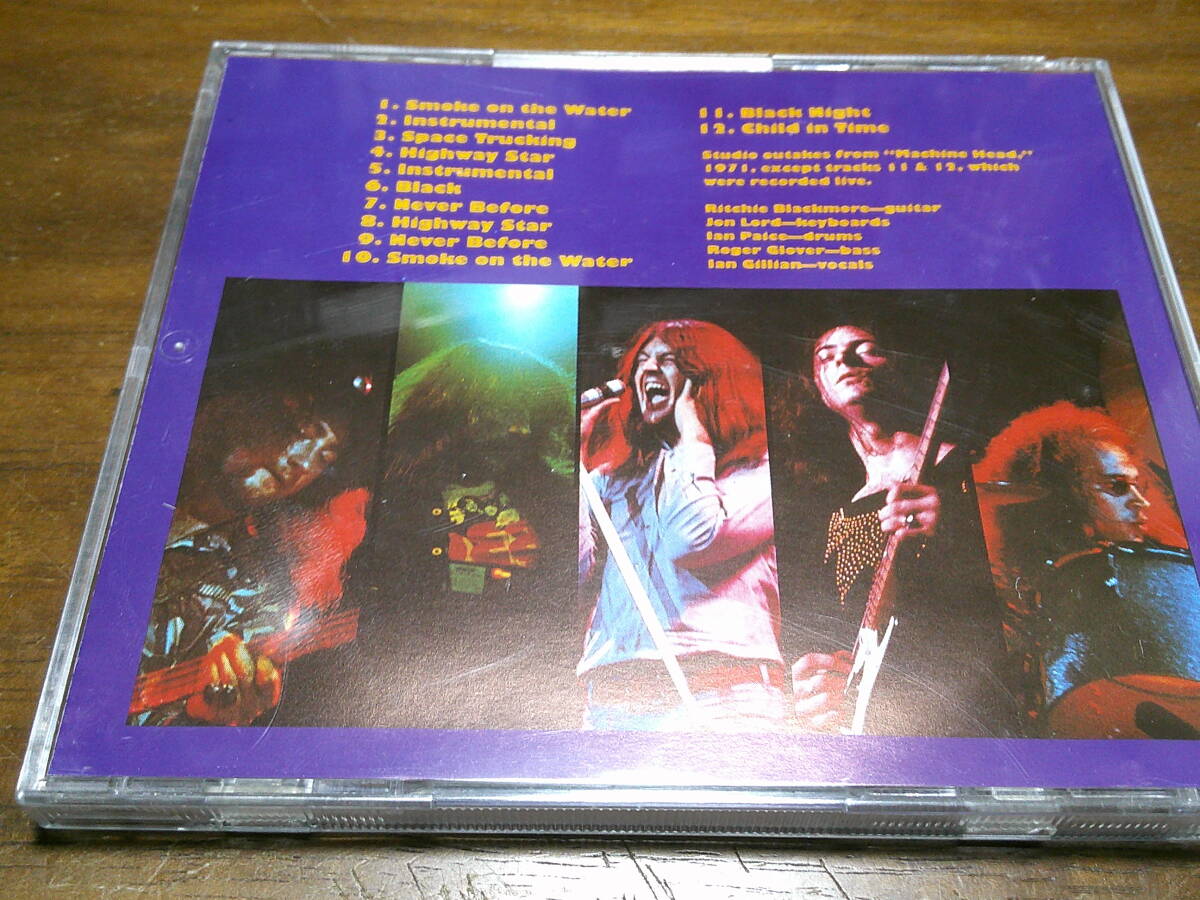 1. Smoke on the Water
2. Instrumental
3. Space Trucking
4. Highway Star
5. Instrumental
6. Black
7. Never Before
8. Highway Star
9. Never Before
10. Smoke on the Water
11. Black Night
12. Child in Time
Studio outakes from "Machine Head,"
1971, except tracks 11 & 12, which
were recorded live.
Ritchie Blackmore—guitar
Jon Lord—keyboards
Ian Paice—drums
Roger Glover—bass
Ian Gillian—vocals